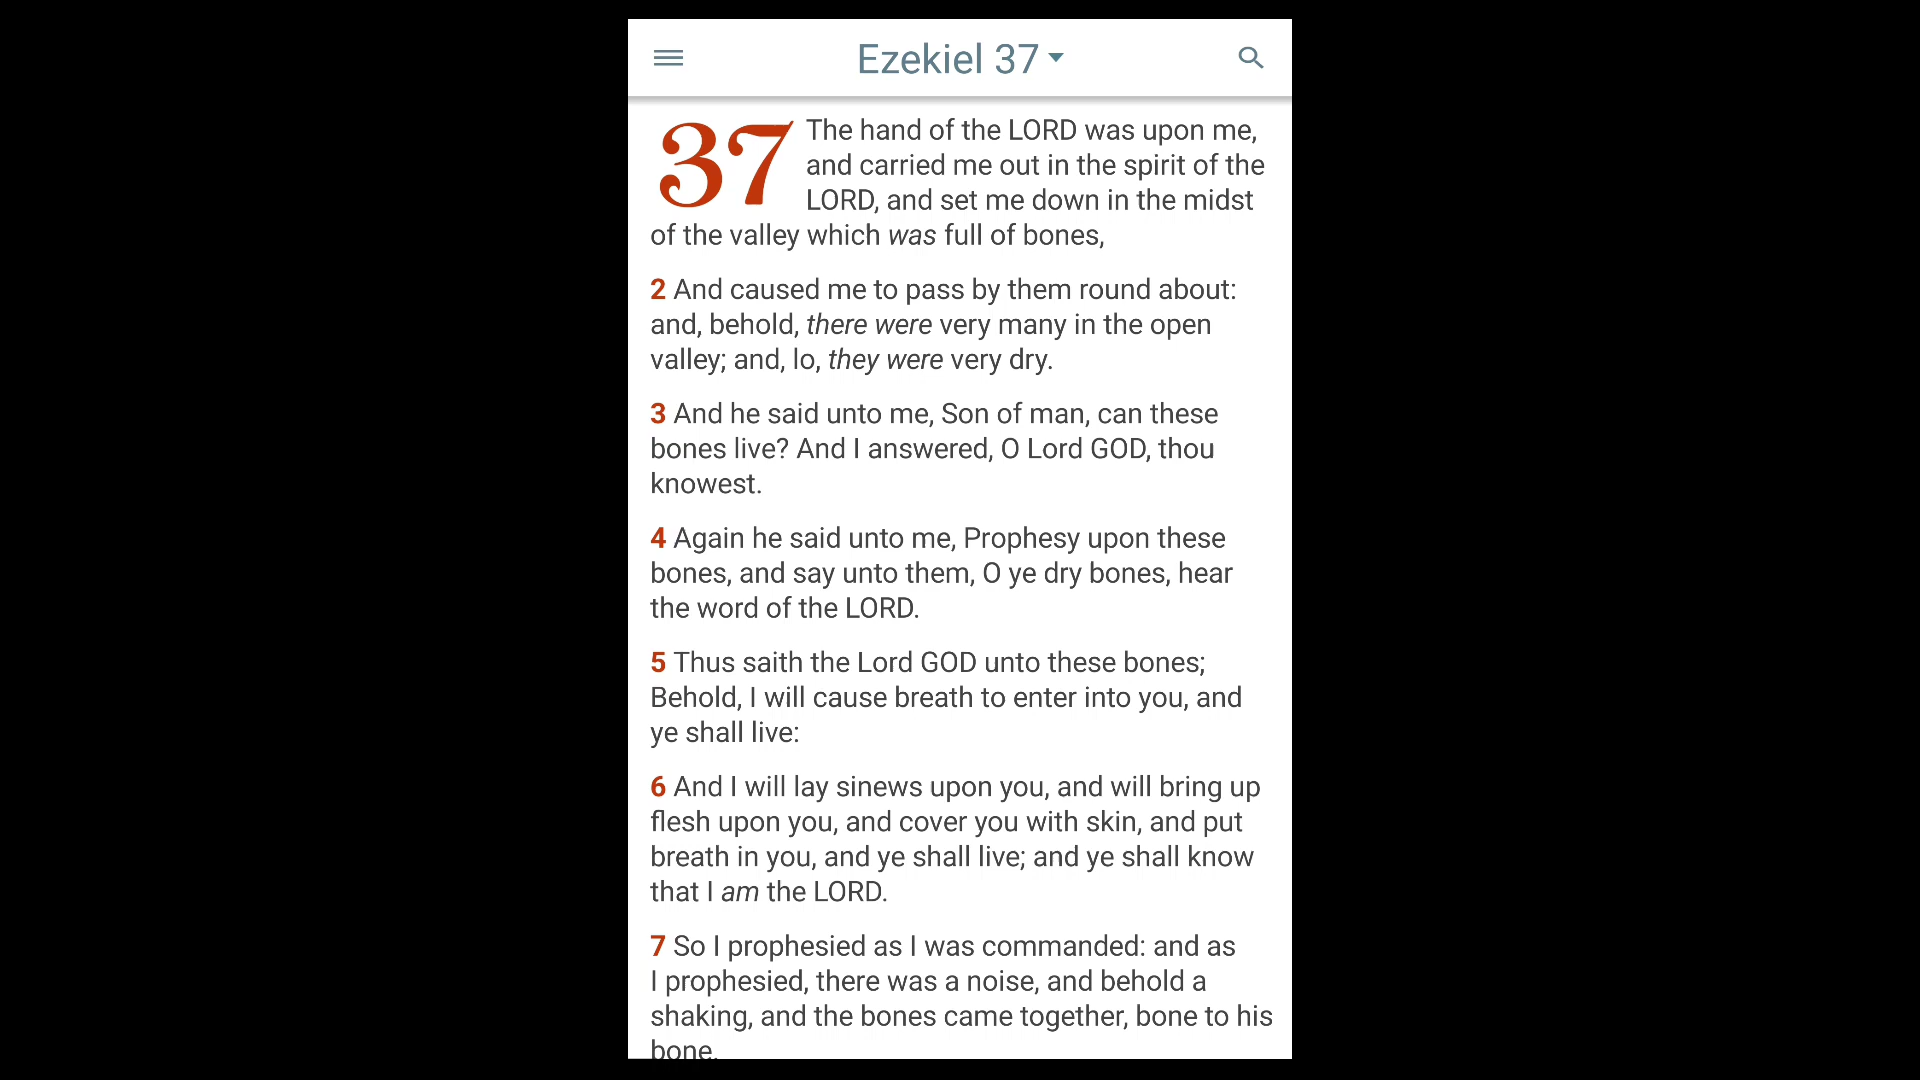 Ezekiel 37
37 The hand of the LORD was upon me,
and carried me out in the spirit of the
LORD, and set me down in the midst
of the valley which was full of bones,
2 And caused me to pass by them round about:
and, behold, there were very many in the open
valley; and, lo, they were very dry.
3 And he said unto me, Son of man, can these
bones live? And I answered, O Lord GOD, thou
knowest.
4 Again he said unto me, Prophesy upon these
bones, and say unto them, O ye dry bones, hear
the word of the LORD.
5 Thus saith the Lord GOD unto these bones;
Behold, I will cause breath to enter into you, and
ye shall live:
6 And I will lay sinews upon you, and will bring up
flesh upon you, and cover you with skin, and put
breath in you, and ye shall live; and ye shall know
that I am the LORD.
7 So I prophesied as I was commanded: and as
I prophesied, there was a noise, and behold a
shaking, and the bones came together, bone to his
bone.